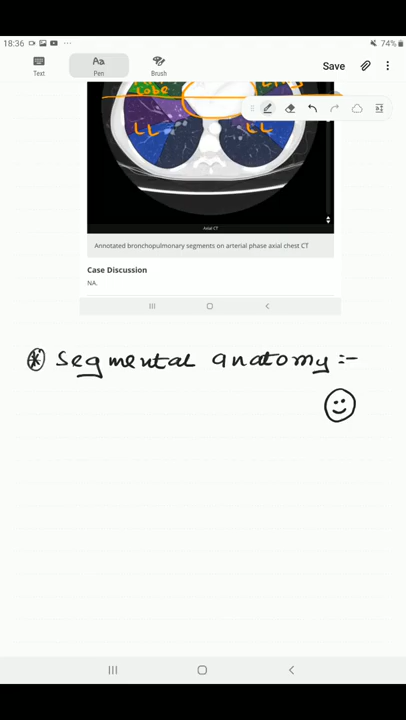 18:36 74%
Text Pen Brush Save
Lobe
LL LL
Axial CT
Annotated bronchopulmonary segments on arterial phase axial chest CT
Case Discussion
NA.
Segmental anatomy :-